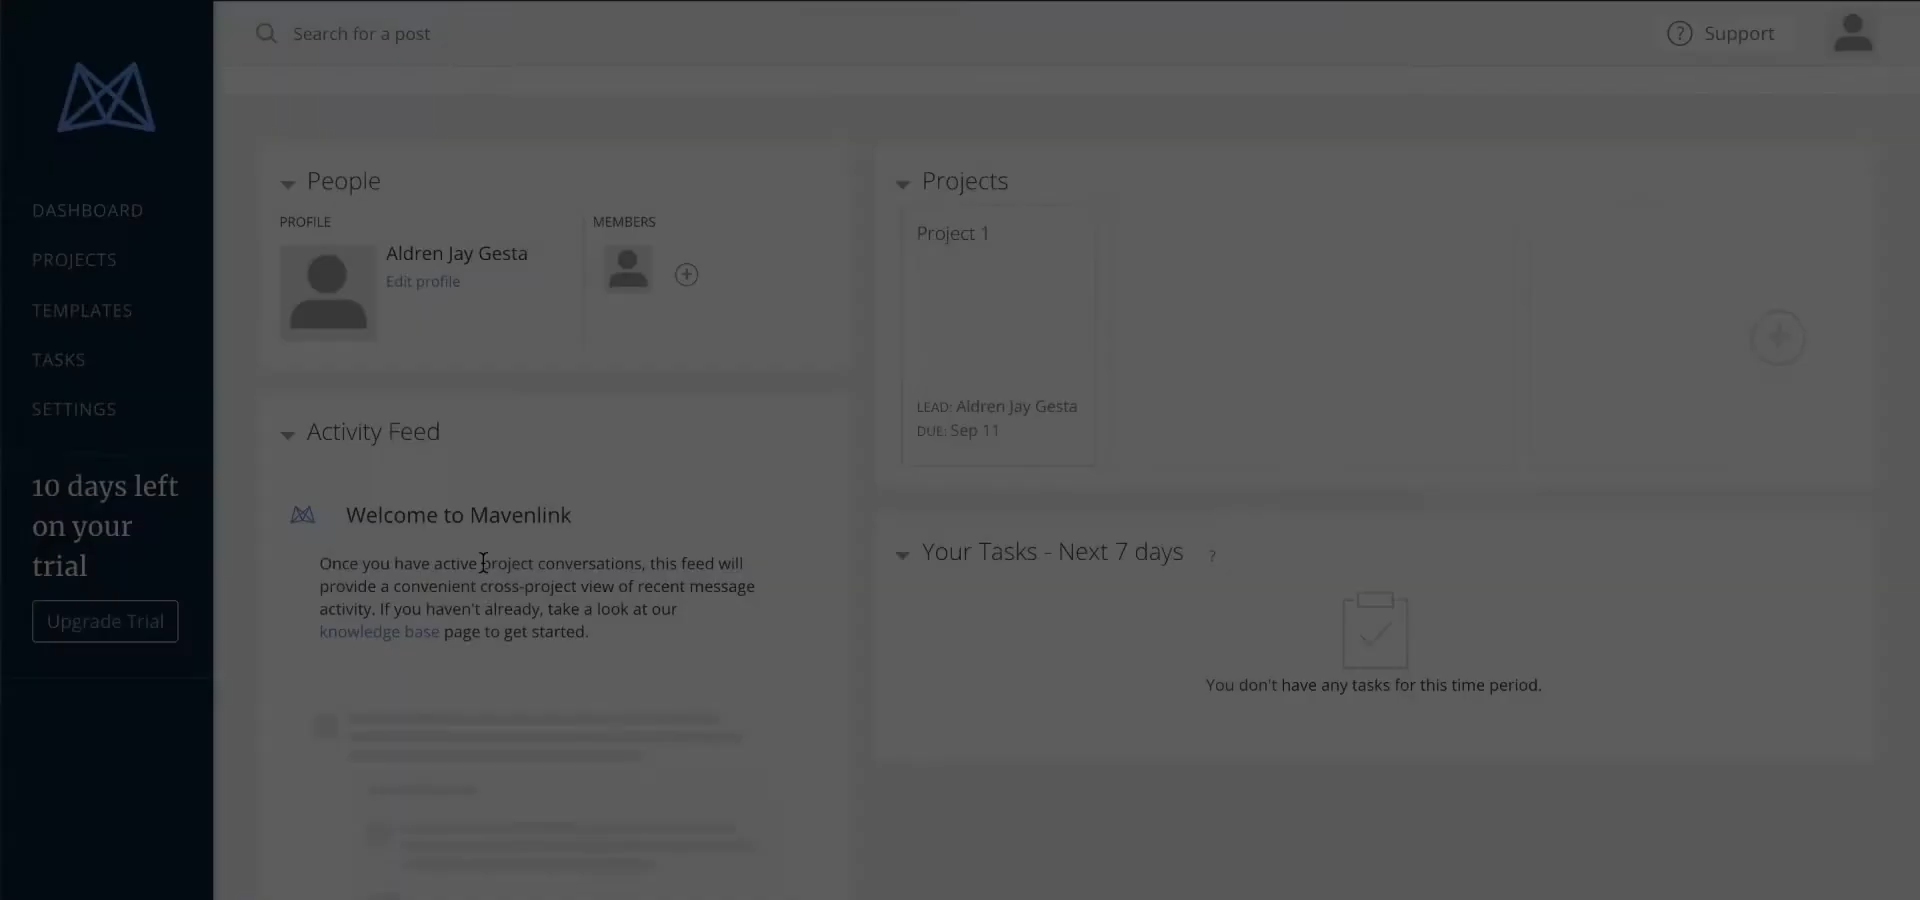 Search for a post
Support
DASHBOARD
PROJECTS
TEMPLATES
TASKS
SETTINGS
10 days left
on your
trial
Upgrade Trial
People
PROFILE
Aldren Jay Gesta
Edit profile
MEMBERS
Activity Feed
Welcome to Mavenlink
Once you have active project conversations, this feed will
provide a convenient cross-project view of recent message
activity. If you haven't already, take a look at our
knowledge base page to get started.
Projects
Project 1
LEAD: Aldren Jay Gesta
DUE: Sep 11
Your Tasks - Next 7 days ?
You don't have any tasks for this time period.